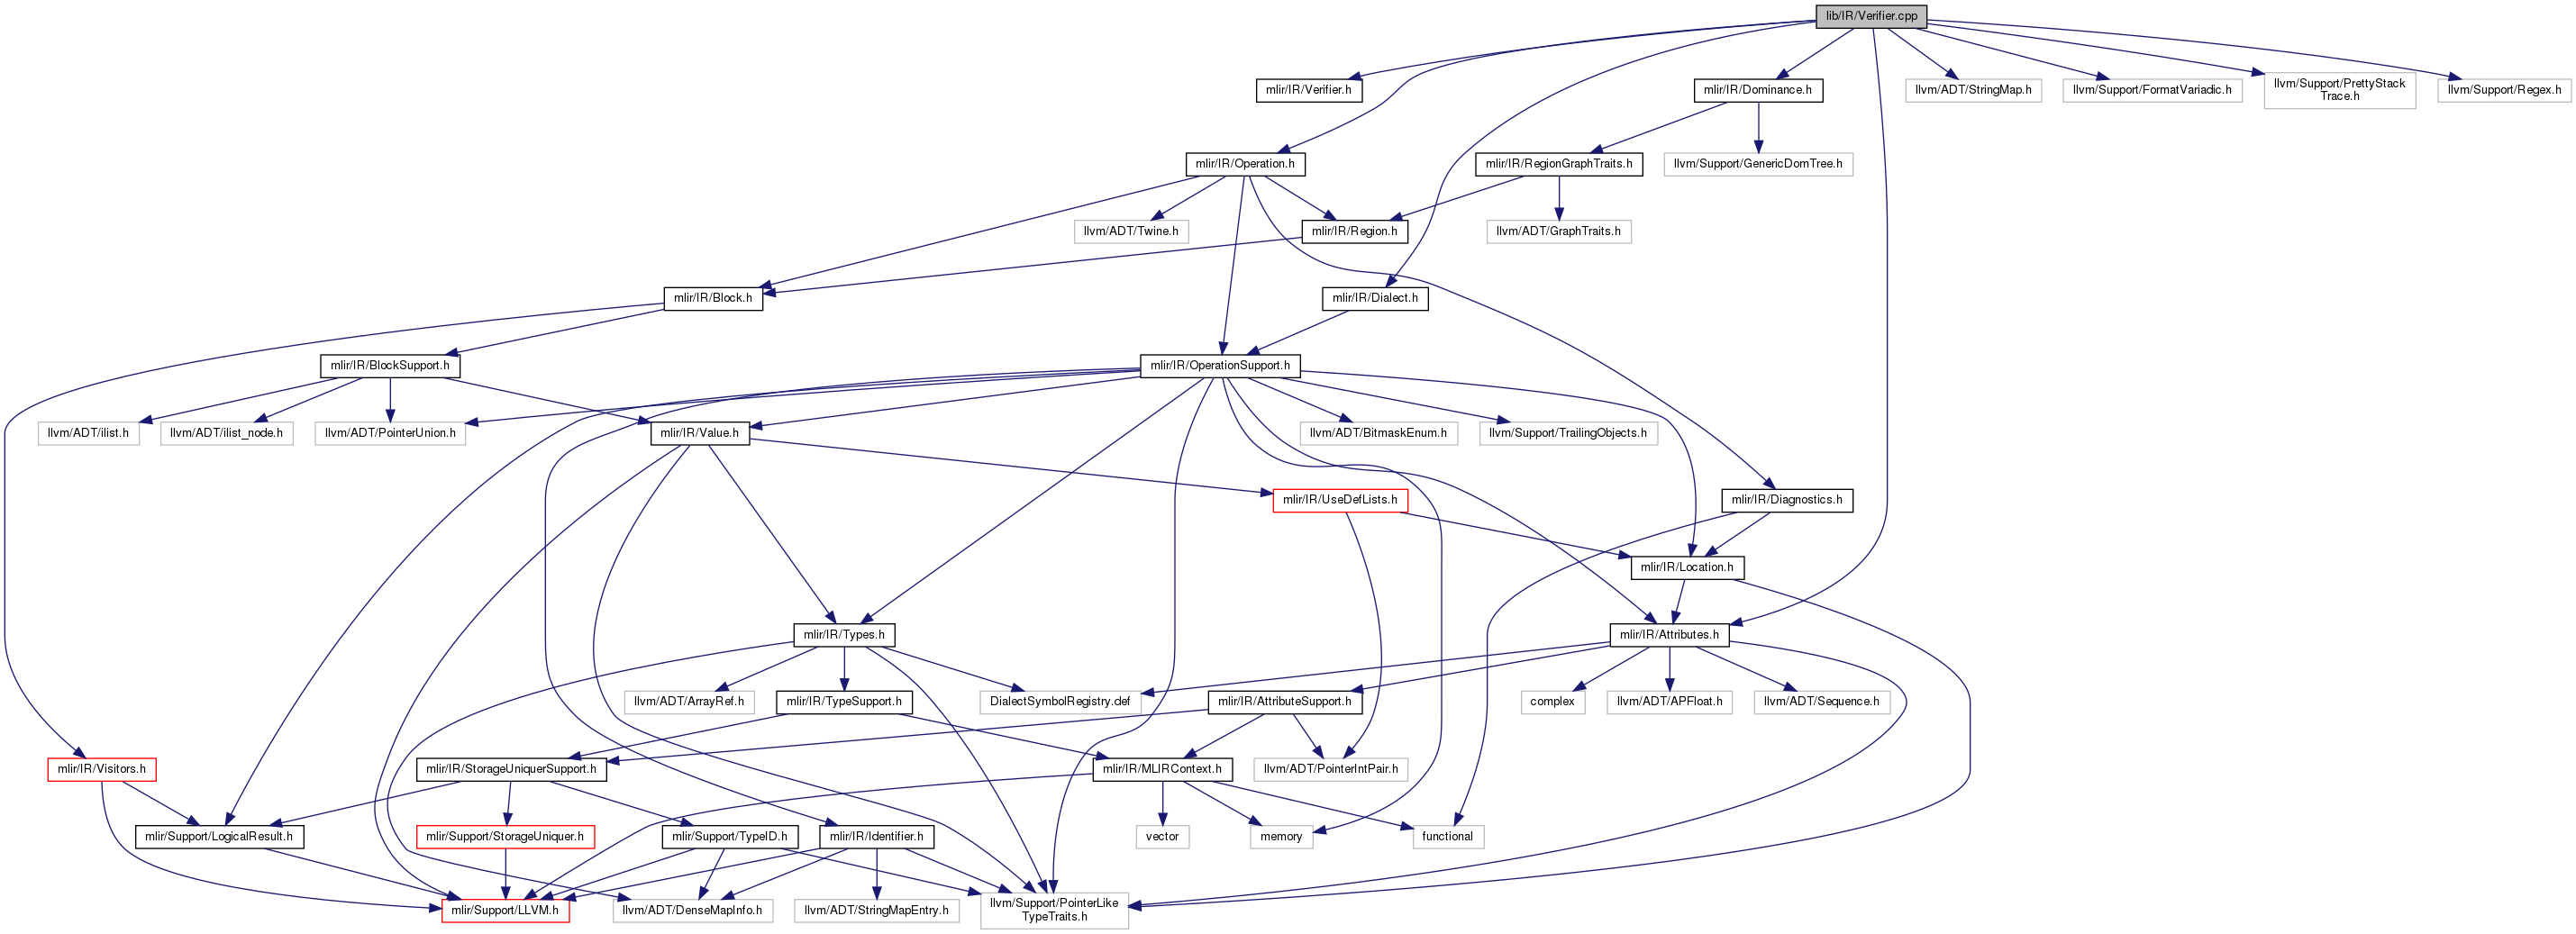 lib/IR/Verifier.cpp
mlir/IR/Verifier.h
mlir/IR/Dominance.h
llvm/ADT/StringMap.h
llvm/Support/FormatVariadic.h
llvm/Support/PrettyStack
Trace.h
llvm/Support/Regex.h
mlir/IR/Operation.h
mlir/IR/RegionGraphTraits.h
llvm/Support/GenericDomTree.h
llvm/ADT/Twine.h
mlir/IR/Region.h
llvm/ADT/GraphTraits.h
mlir/IR/Block.h
mlir/IR/Dialect.h
mlir/IR/BlockSupport.h
mlir/IR/OperationSupport.h
llvm/ADT/ilist.h
llvm/ADT/ilist_node.h
llvm/ADT/PointerUnion.h
mlir/IR/Value.h
llvm/ADT/BitmaskEnum.h
llvm/Support/TrailingObjects.h
mlir/IR/UseDefLists.h
mlir/IR/Diagnostics.h
mlir/IR/Location.h
mlir/IR/Types.h
mlir/IR/Attributes.h
llvm/ADT/ArrayRef.h
mlir/IR/TypeSupport.h
DialectSymbolRegistry.def
mlir/IR/AttributeSupport.h
complex
llvm/ADT/APFloat.h
llvm/ADT/Sequence.h
mlir/IR/Visitors.h
mlir/IR/StorageUniquerSupport.h
mlir/IR/MLIRContext.h
llvm/ADT/PointerIntPair.h
mlir/Support/LogicalResult.h
mlir/Support/StorageUniquer.h
mlir/Support/TypeID.h
mlir/IR/Identifier.h
vector
memory
functional
mlir/Support/LLVM.h
llvm/ADT/DenseMapInfo.h
llvm/ADT/StringMapEntry.h
llvm/Support/PointerLike
TypeTraits.h